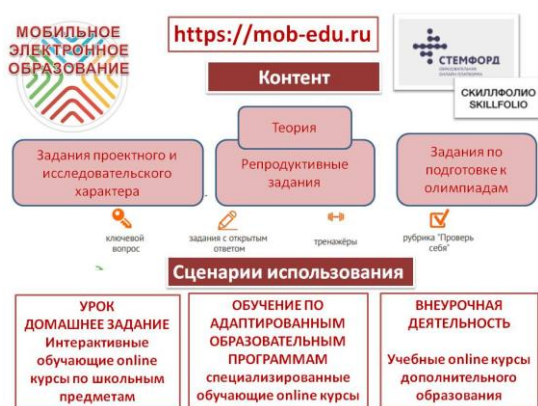 МОБИЛЬНОЕ
ЭЛЕКТРОННОЕ
ОБРАЗОВАНИЕ
https://mob-edu.ru
СТЕМФОРД
ОБРАЗОВАТЕЛЬНАЯ
ОНЛАЙН ПЛАТФОРМА
СКИЛЛФОЛИО
SKILLFOLIO
Контент
Теория
Задания проектного и
исследовательского
характера
Репродуктивные
задания
Задания по
подготовке к
олимпиадам
ключевой
вопрос
задания с открытым
ответом
тренажёры
рубрика "Проверь
себя"
Сценарии использования
УРОК
ДОМАШНЕЕ ЗАДАНИЕ
Интерактивные
обучающие online
курсы по школьным
предметам
ОБУЧЕНИЕ ПО
АДАПТИРОВАННЫМ
ОБРАЗОВАТЕЛЬНЫМ
ПРОГРАММАМ
специализированные
обучающие online курсы
ВНЕУРОЧНАЯ
ДЕЯТЕЛЬНОСТЬ
Учебные online курсы
дополнительного
образования